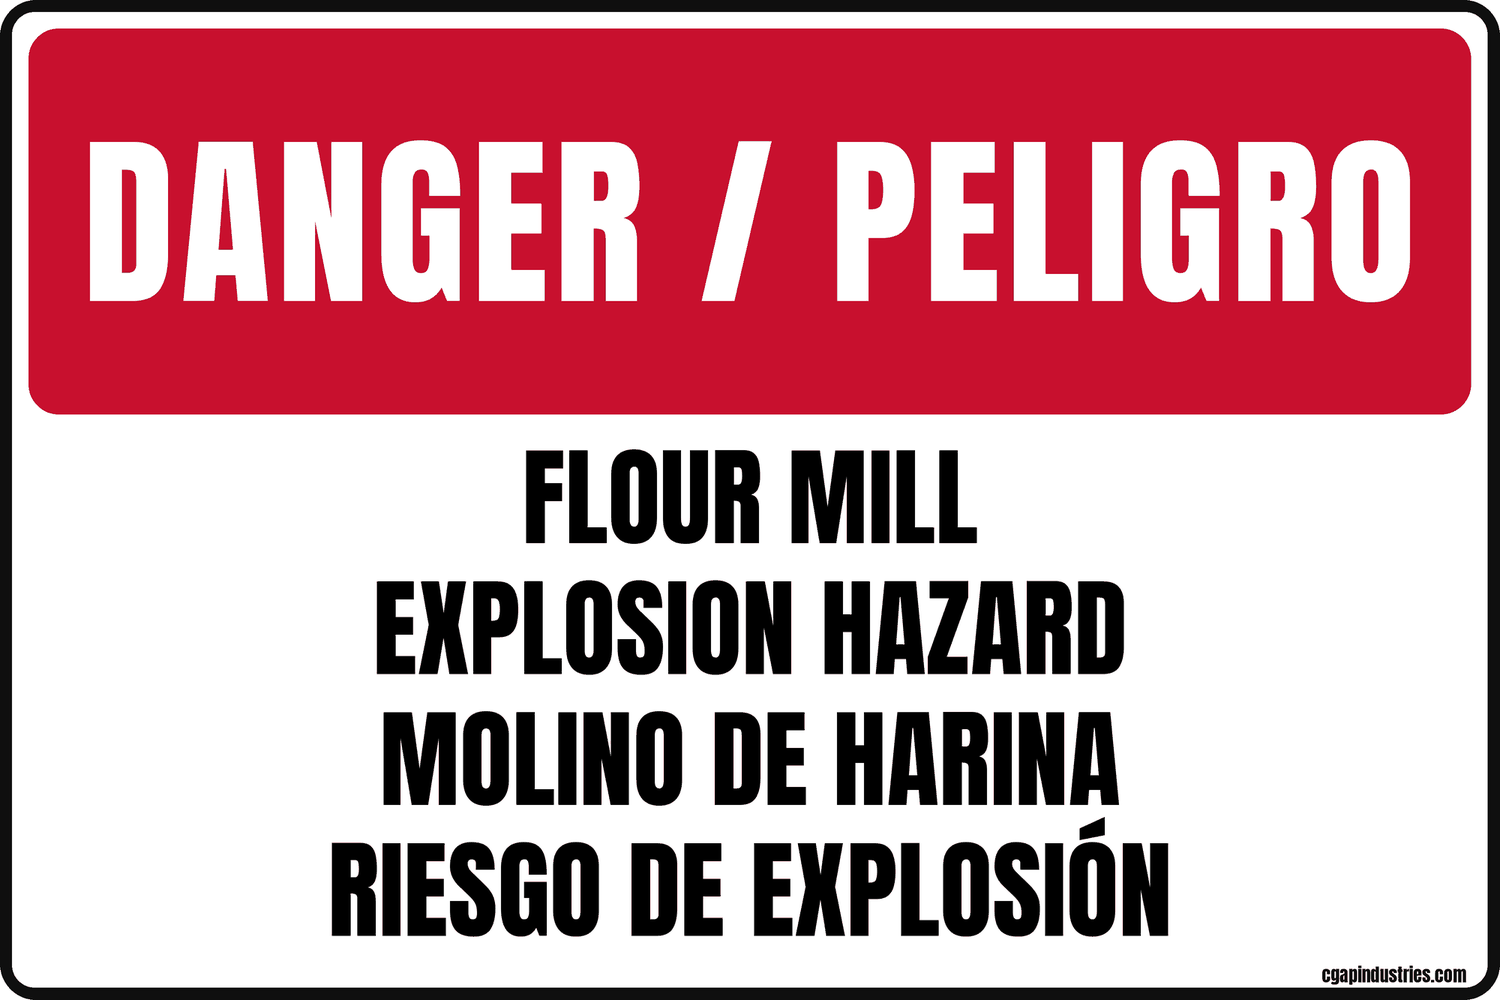 DANGER / PELIGRO
FLOUR MILL
EXPLOSION HAZARD
MOLINO DE HARINA
RIESGO DE EXPLOSIÓN
cgapindustries.com